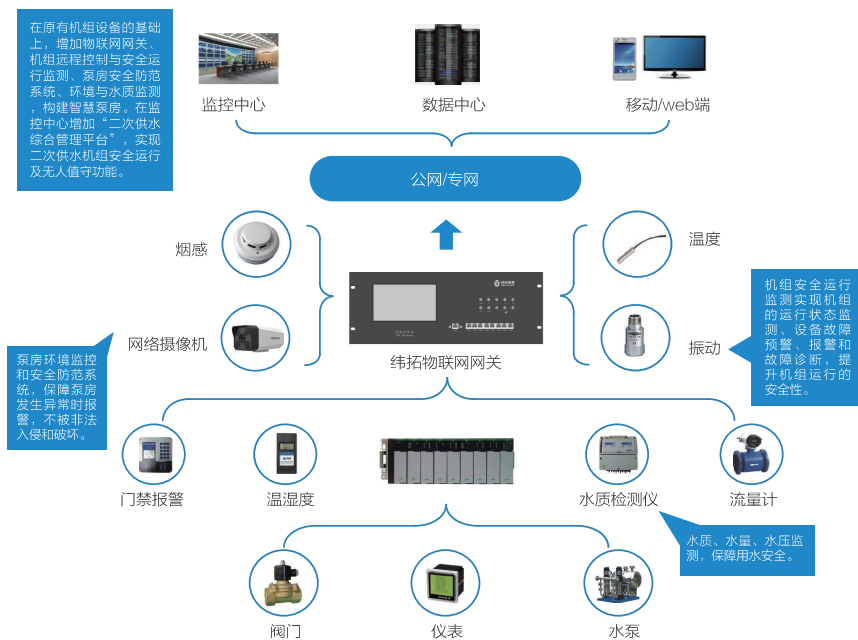 在原有机组设备的基础
上，增加物联网网关、
机组远程控制与安全运
行监测、泵房安全防范
系统、环境与水质监测
，构建智慧泵房。在监
控中心增加“二次供水
综合管理平台”，实现
二次供水机组安全运行
及无人值守功能。
监控中心
数据中心
移动/web端
公网/专网
烟感
温度
网络摄像机
振动
纬拓物联网网关
机组安全运行
监测实现机组
的运行状态监
测、设备故障
预警、报警和
故障诊断，提
升机组运行的
安全性。
泵房环境监控
和安全防范系
统，保障泵房
发生异常时报
警，不被非法
入侵和破坏。
门禁报警
温湿度
水质检测仪
流量计
水质、水量、水压监
测，保障用水安全。
阀门
仪表
水泵